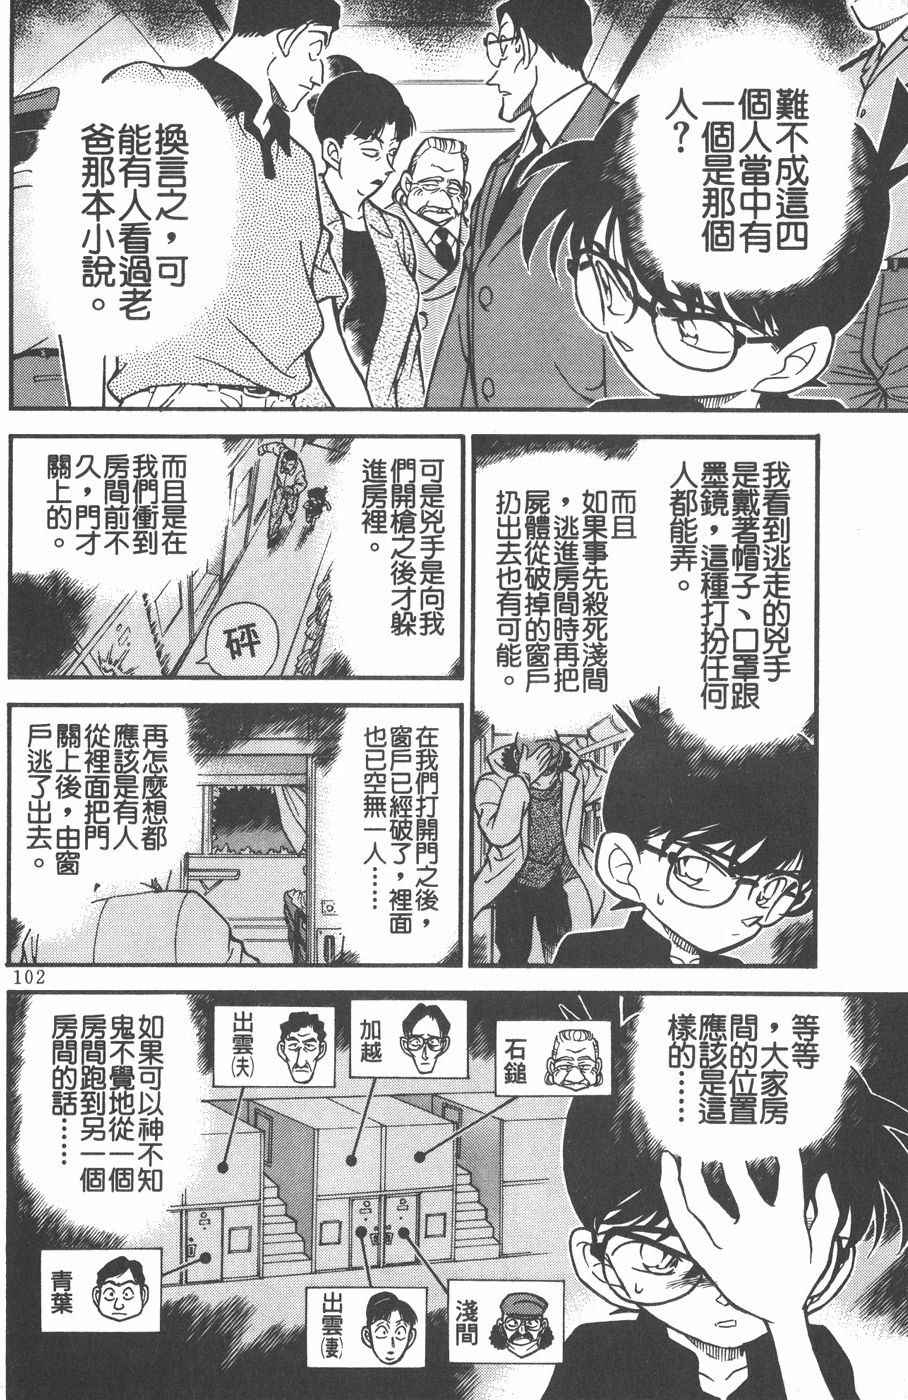 難不成這四
個人當中有
一個是那個
人？
換言之，可
能有人看過老
爸那本小說。
我看到逃走的兇手
是戴著帽子、口罩跟
墨鏡，這種打扮任何
人都能弄。
而且
如果事先殺死淺間
，逃進房間時再把
屍體從破掉的窗戶
扔出去也有可能。
可是兇手是向我
們開槍之後才躲
進房裡。
而且是在
我們衝到
房間前不
久，門才
關上的。
砰
在我們打開門之後，
窗戶已經破了，裡面
也已空無一人……
再怎麼想都
應該是有人
從裡面把門
關上後，由窗
戶逃了出去。
102
等等
，大家房
間的位置
應該是這
樣的……
石鎚
加越
出雲(夫)
淺間
出雲(妻)
青葉
如果可以神不知
鬼不覺地從一個
房間跑到另一個
房間的話……